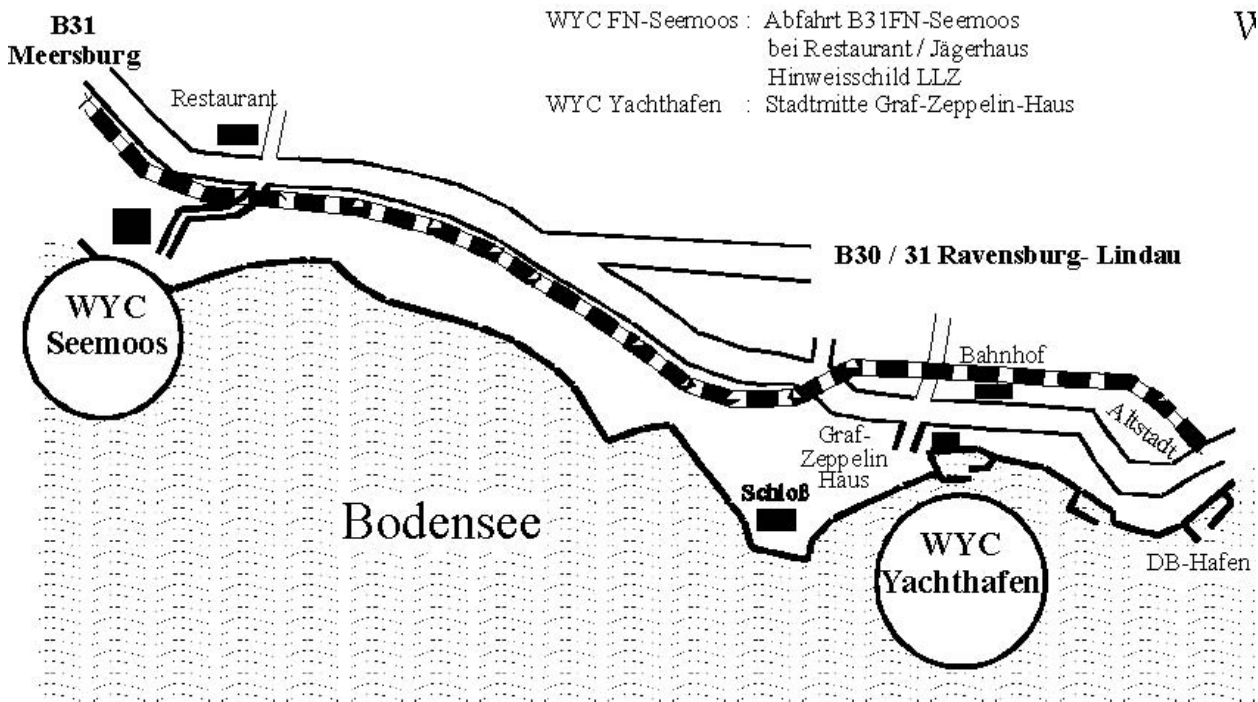 WYC FN-Seemoos : Abfahrt B31FN-Seemoos
bei Restaurant / Jägerhaus
Hinweisschild LLZ
WYC Yachthafen : Stadtmitte Graf-Zeppelin-Haus
W
B31
Meersburg
Restaurant
B30 / 31 Ravensburg- Lindau
WYC
Seemoos
Bahnhof
Altstadt
Graf-
Zeppelin
Haus
Schloß
Bodensee
WYC
Yachthafen
DB-Hafen